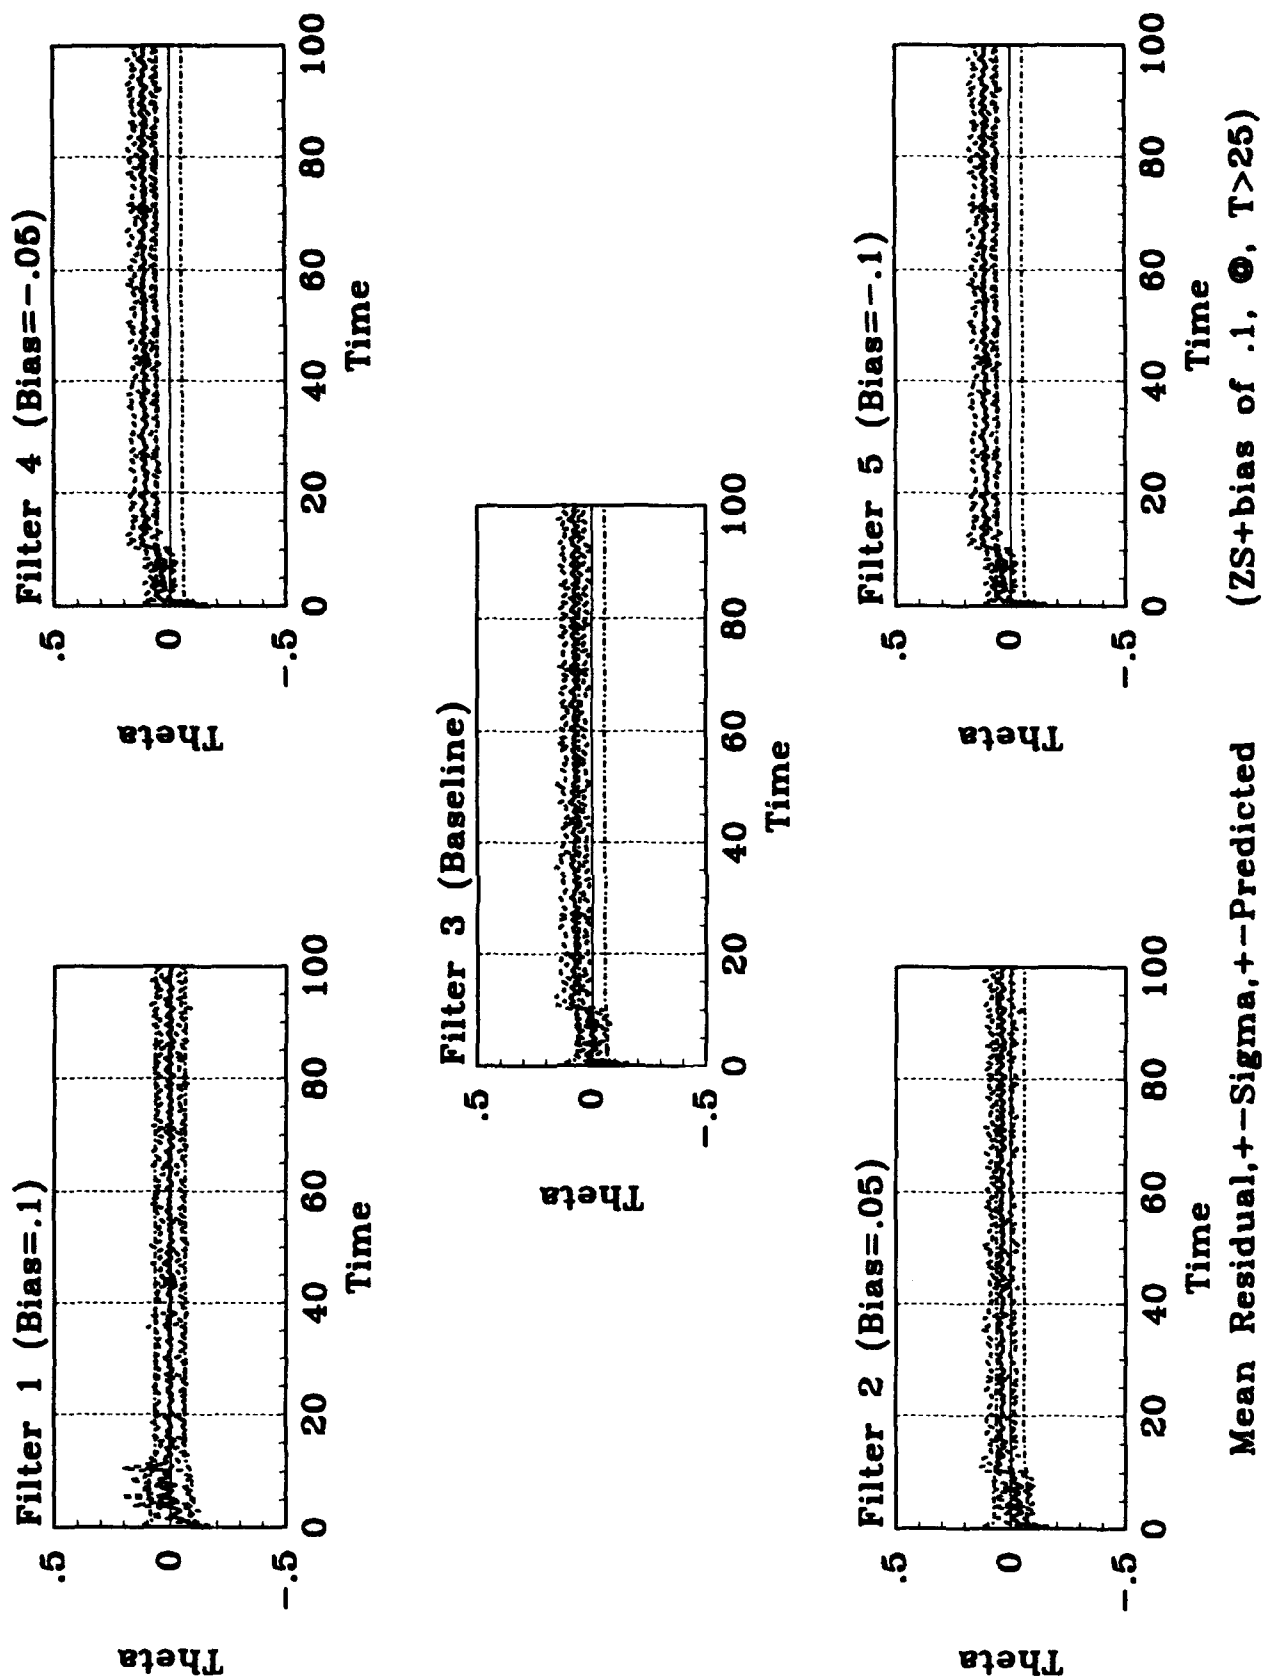 Filter 1 (Bias=.1)
Theta
.5
0
-.5
0 20 40 60 80 100
Time
Filter 4 (Bias=-.05)
Theta
.5
0
-.5
0 20 40 60 80 100
Time
Filter 3 (Baseline)
Theta
.5
0
-.5
0 20 40 60 80 100
Time
Filter 2 (Bias=.05)
Theta
.5
0
-.5
0 20 40 60 80 100
Time
Filter 5 (Bias=-.1)
Theta
.5
0
-.5
0 20 40 60 80 100
Time
Mean Residual,+-Sigma,+-Predicted (ZS+bias of .1, Θ, T>25)